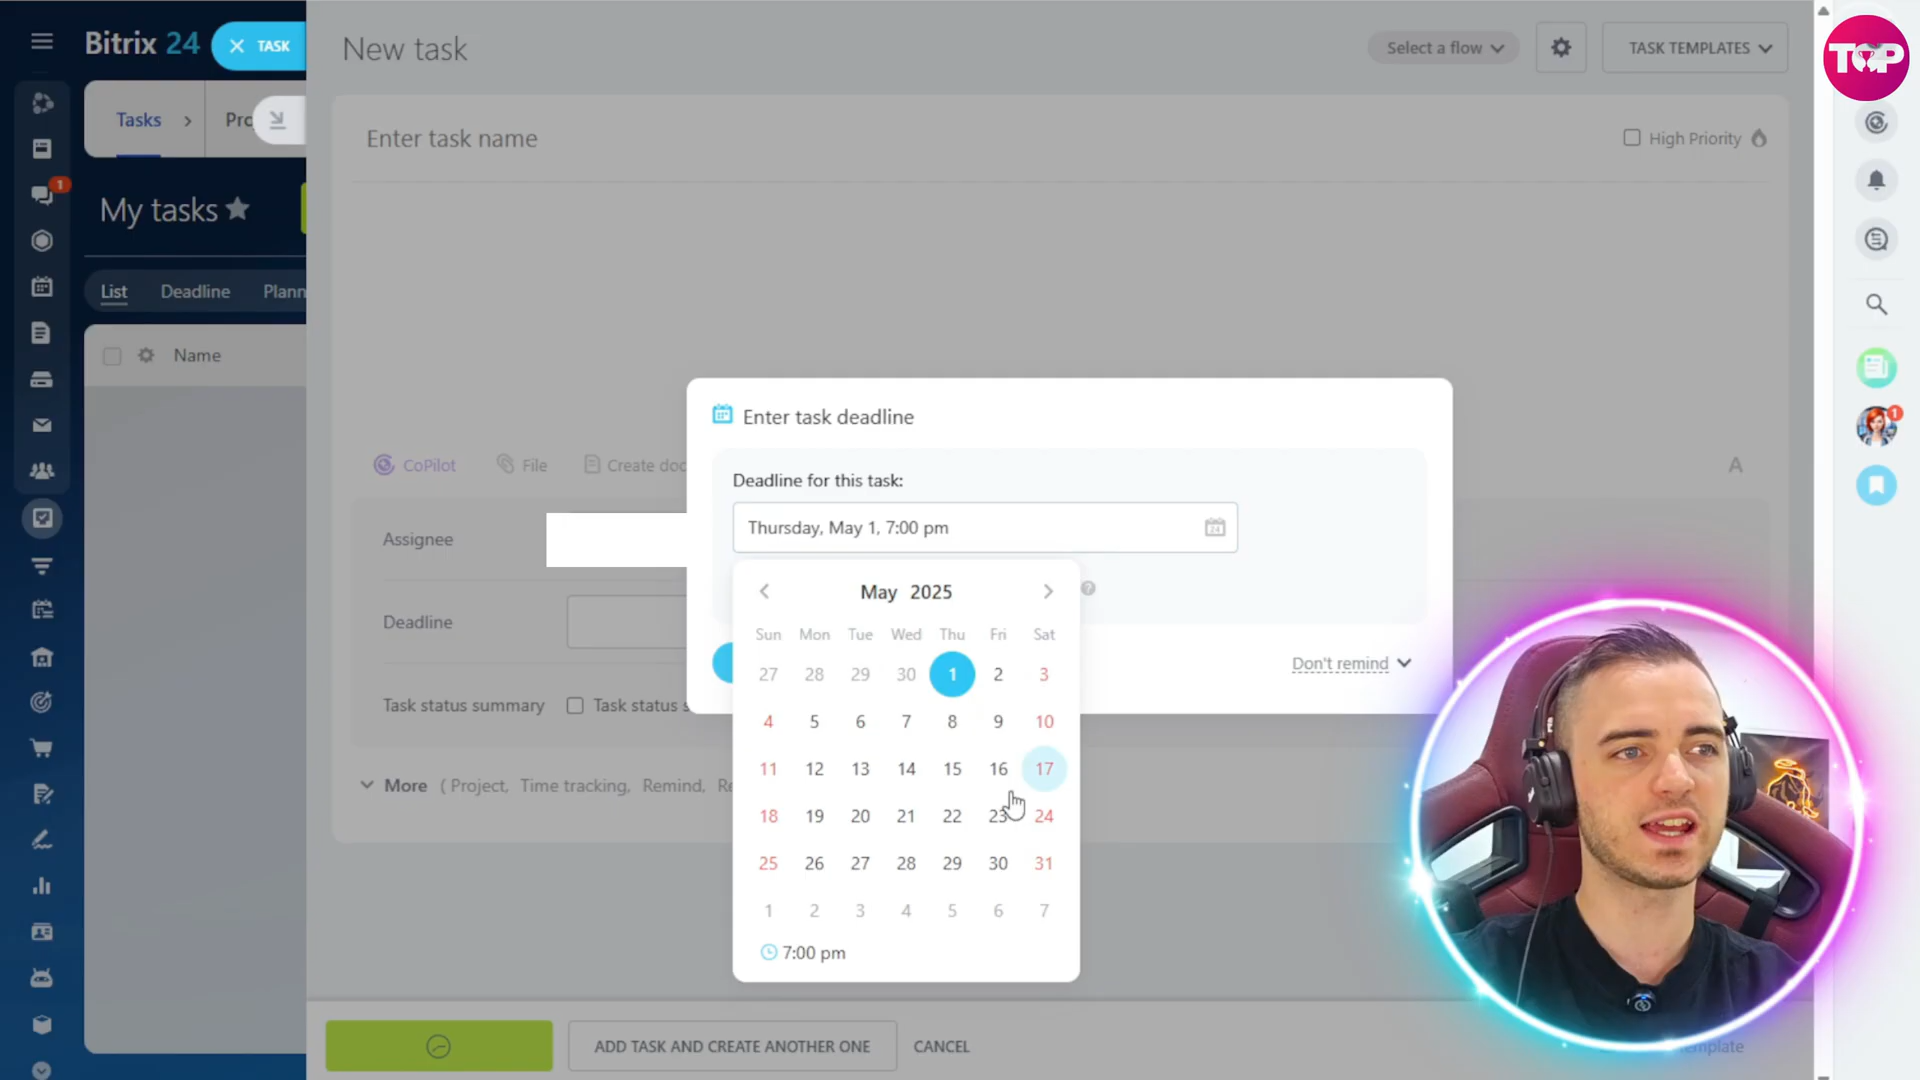 Bitrix 24
TASK
New task
Select a flow
TASK TEMPLATES
TOP
Tasks
Pro
Enter task name
High Priority
1
My tasks
List
Deadline
Plann
Name
Enter task deadline
1
CoPilot
File
Create doc
A
Deadline for this task:
Thursday, May 1, 7:00 pm
24
Assignee
May 2025
?
Deadline
Sun Mon Tue Wed Thu Fri Sat
27 28 29 30 1 2 3
Don't remind
Task status summary
Task status s
4 5 6 7 8 9 10
11 12 13 14 15 16 17
More ( Project, Time tracking, Remind, Re
18 19 20 21 22 23 24
25 26 27 28 29 30 31
1 2 3 4 5 6 7
7:00 pm
ADD TASK AND CREATE ANOTHER ONE
CANCEL
template